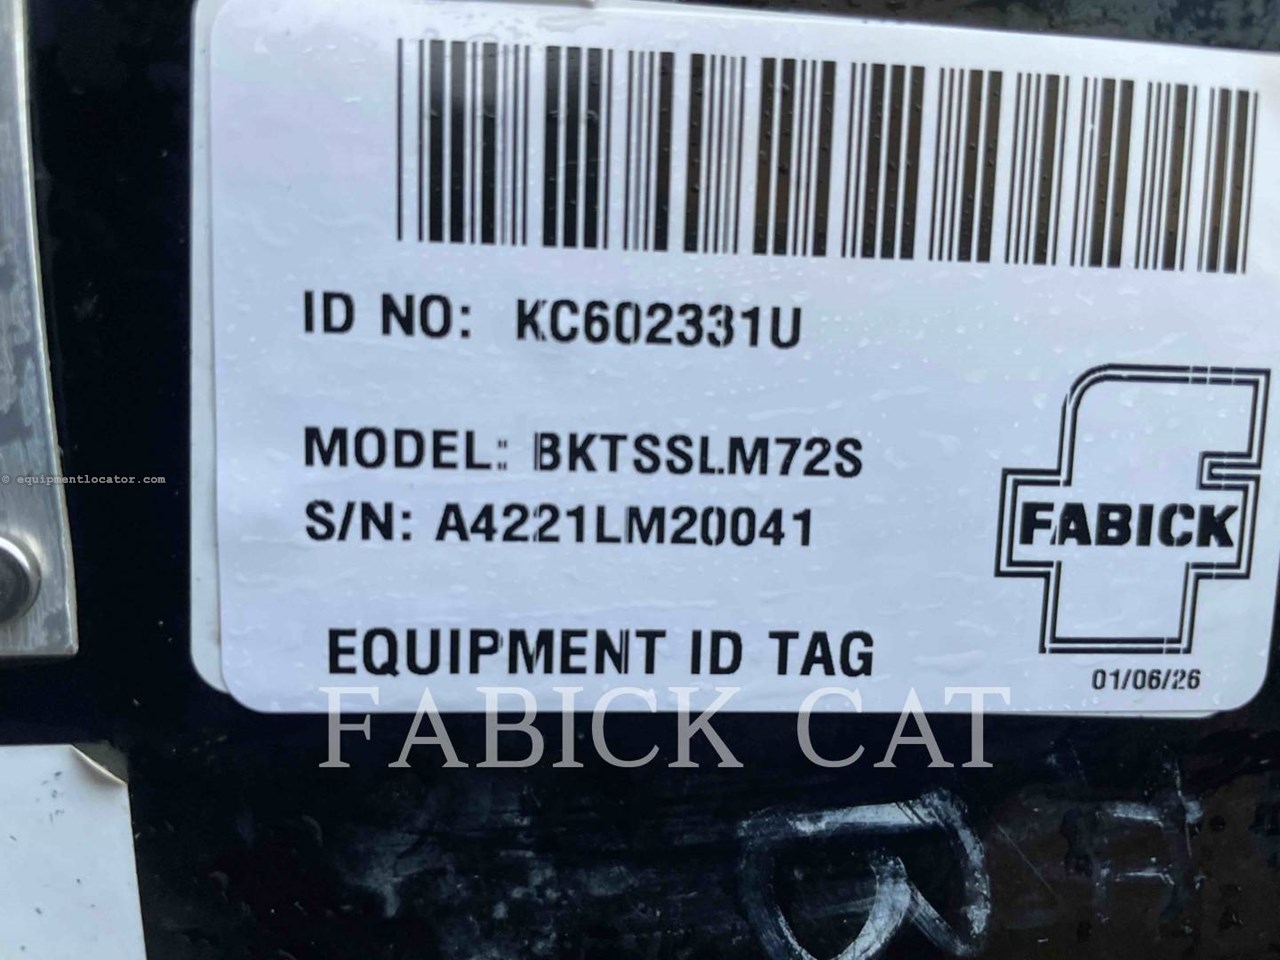 ID NO: KC602331U
MODEL: BKTSSLM72S
S/N: A4221LM20041
FABICK
EQUIPMENT ID TAG
01/06/26
© equipmentlocator.com
FABICK CAT